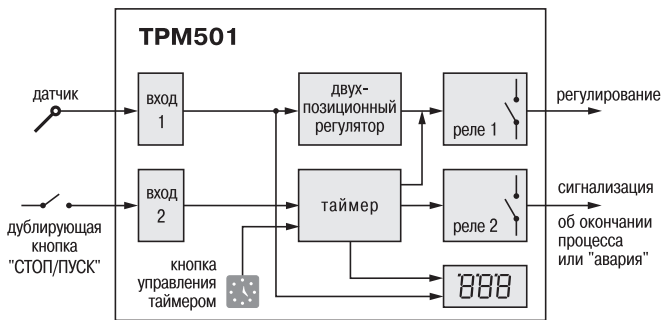 ТРМ501
датчик
вход
1
двух-
позиционный
регулятор
реле 1
регулирование
дублирующая
кнопка
"СТОП/ПУСК"
вход
2
таймер
реле 2
сигнализация
об окончании
процесса
или "авария"
кнопка
управления
таймером
888